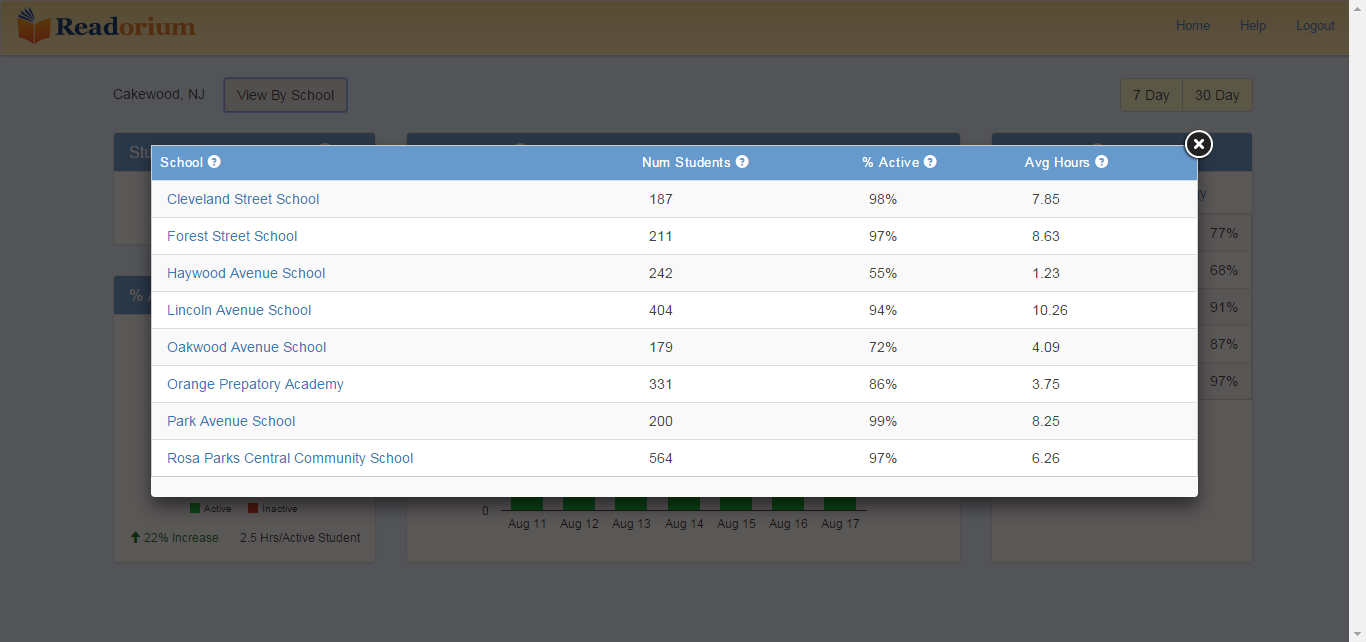 Readorium
Home Help Logout
Cakewood, NJ View By School 7 Day 30 Day
School Num Students % Active Avg Hours
Cleveland Street School 187 98% 7.85
Forest Street School 211 97% 8.63
Haywood Avenue School 242 55% 1.23
Lincoln Avenue School 404 94% 10.26
Oakwood Avenue School 179 72% 4.09
Orange Prepatory Academy 331 86% 3.75
Park Avenue School 200 99% 8.25
Rosa Parks Central Community School 564 97% 6.26
77%
68%
91%
87%
97%
Active Inactive
0
Aug 11 Aug 12 Aug 13 Aug 14 Aug 15 Aug 16 Aug 17
22% Increase 2.5 Hrs/Active Student